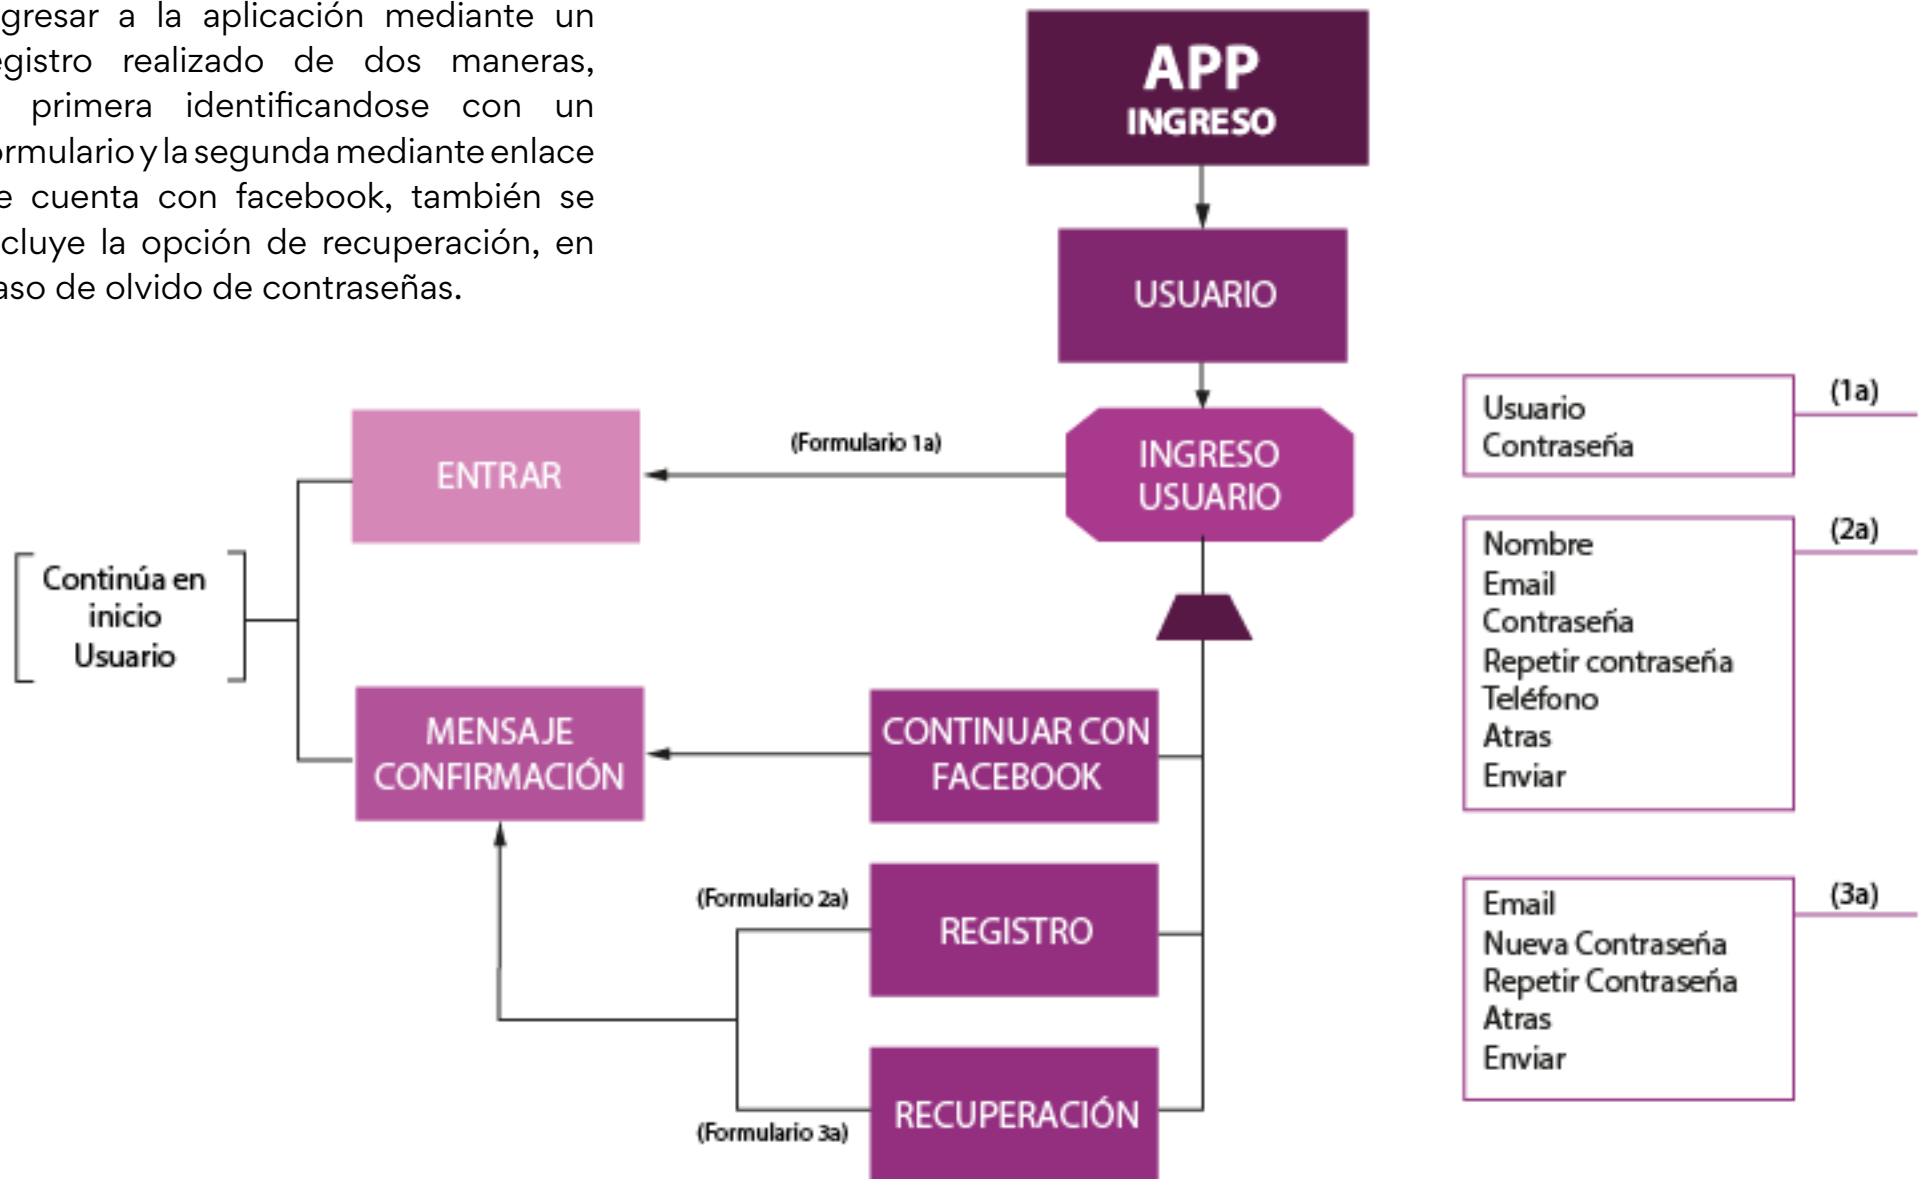 gresar a la aplicación mediante un
egistro realizado de dos maneras,
primera identificandose con un
ormulario y la segunda mediante enlace
e cuenta con facebook, también se
cluye la opción de recuperación, en
aso de olvido de contraseñas.
APP
INGRESO
USUARIO
INGRESO
USUARIO
(Formulario 1a)
ENTRAR
Continúa en
inicio
Usuario
MENSAJE
CONFIRMACIÓN
CONTINUAR CON
FACEBOOK
(Formulario 2a)
REGISTRO
(Formulario 3a)
RECUPERACIÓN
(1a)
Usuario
Contraseña
(2a)
Nombre
Email
Contraseña
Repetir contraseña
Teléfono
Atras
Enviar
(3a)
Email
Nueva Contraseña
Repetir Contraseña
Atras
Enviar